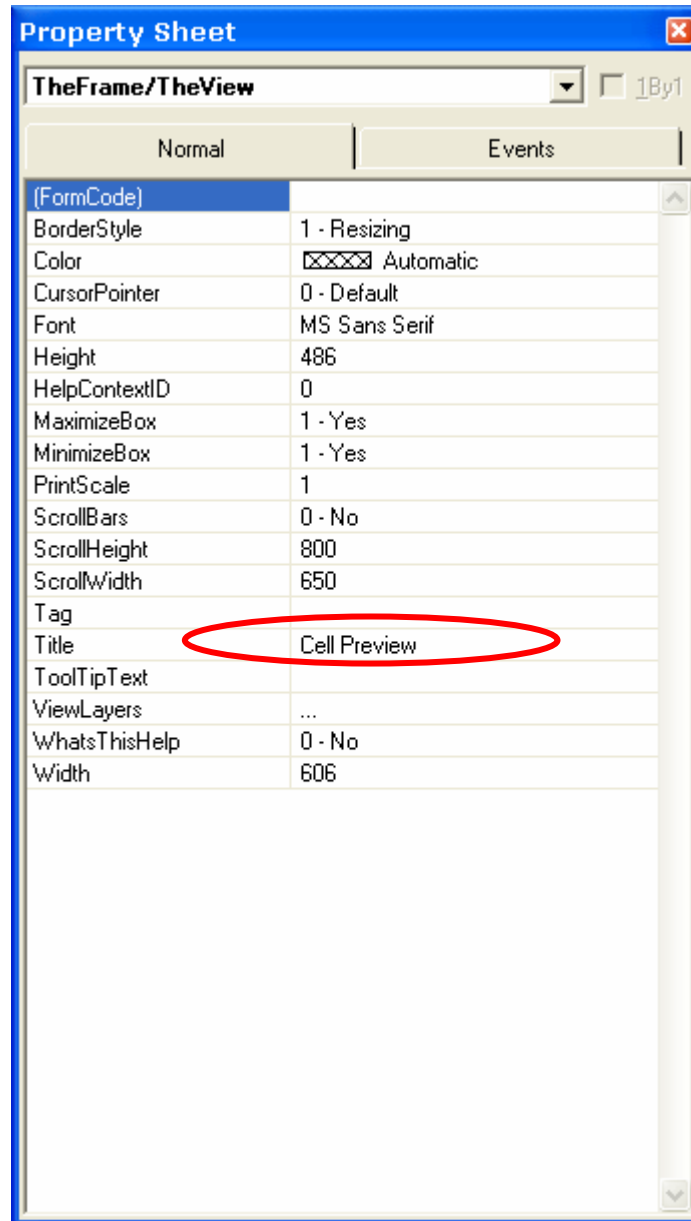 Property Sheet
TheFrame/TheView 1By1
Normal Events
(FormCode)
BorderStyle 1 - Resizing
Color Automatic
CursorPointer 0 - Default
Font MS Sans Serif
Height 486
HelpContextID 0
MaximizeBox 1 - Yes
MinimizeBox 1 - Yes
PrintScale 1
ScrollBars 0 - No
ScrollHeight 800
ScrollWidth 650
Tag
Title Cell Preview
ToolTipText
ViewLayers ...
WhatsThisHelp 0 - No
Width 606